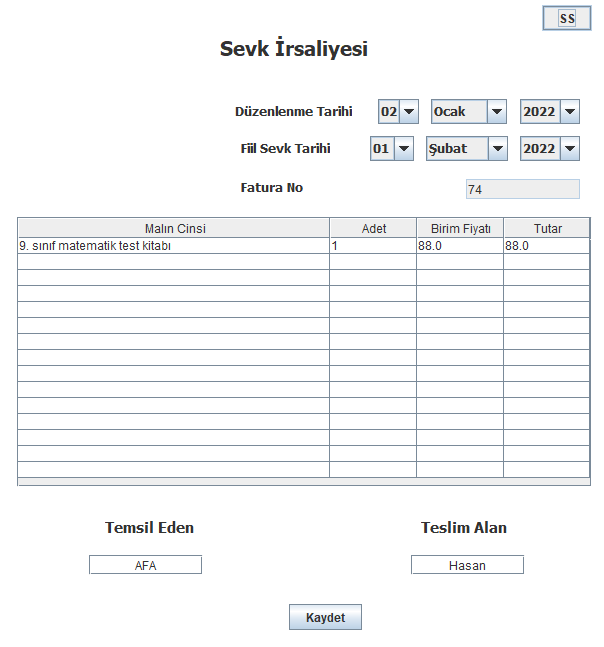 SS
Sevk İrsaliyesi
Düzenlenme Tarihi 02 Ocak 2022
Fiil Sevk Tarihi 01 Şubat 2022
Fatura No 74
Malın Cinsi Adet Birim Fiyatı Tutar
9. sınıf matematik test kitabı 1 88.0 88.0
Temsil Eden Teslim Alan
AFA Hasan
Kaydet